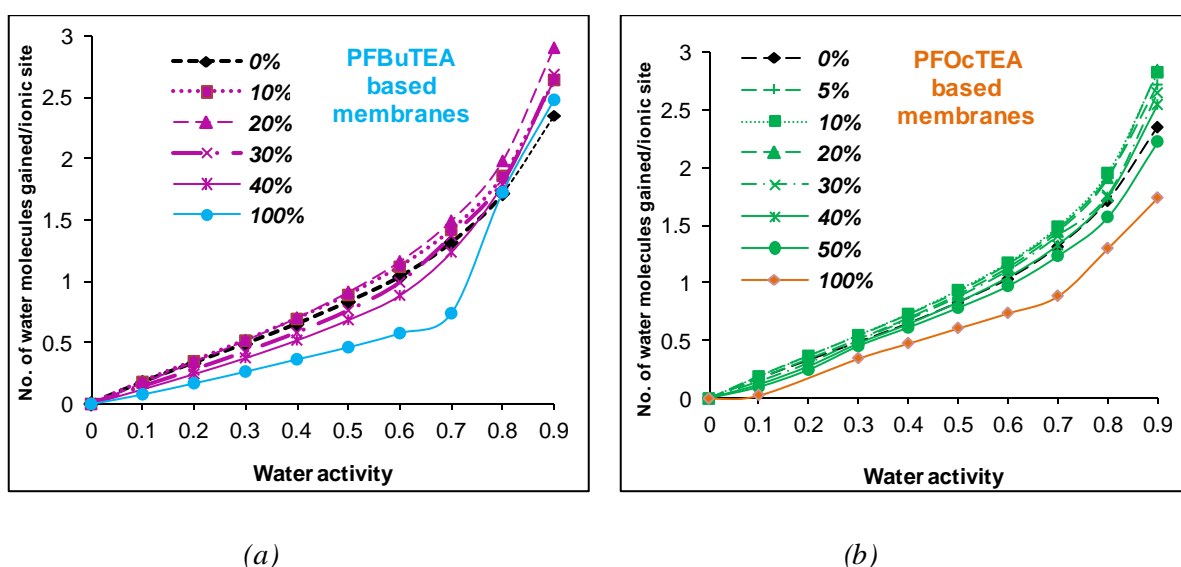 No. of water molecules gained/ionic site
3
2.5
2
1.5
1
0.5
0
0%
10%
20%
30%
40%
100%
PFBuTEA
based
membranes
0 0.1 0.2 0.3 0.4 0.5 0.6 0.7 0.8 0.9
Water activity
(a)
No. of water molecules gained/ionic site
3
2.5
2
1.5
1
0.5
0
0%
5%
10%
20%
30%
40%
50%
100%
PFOcTEA
based
membranes
0 0.1 0.2 0.3 0.4 0.5 0.6 0.7 0.8 0.9
Water activity
(b)